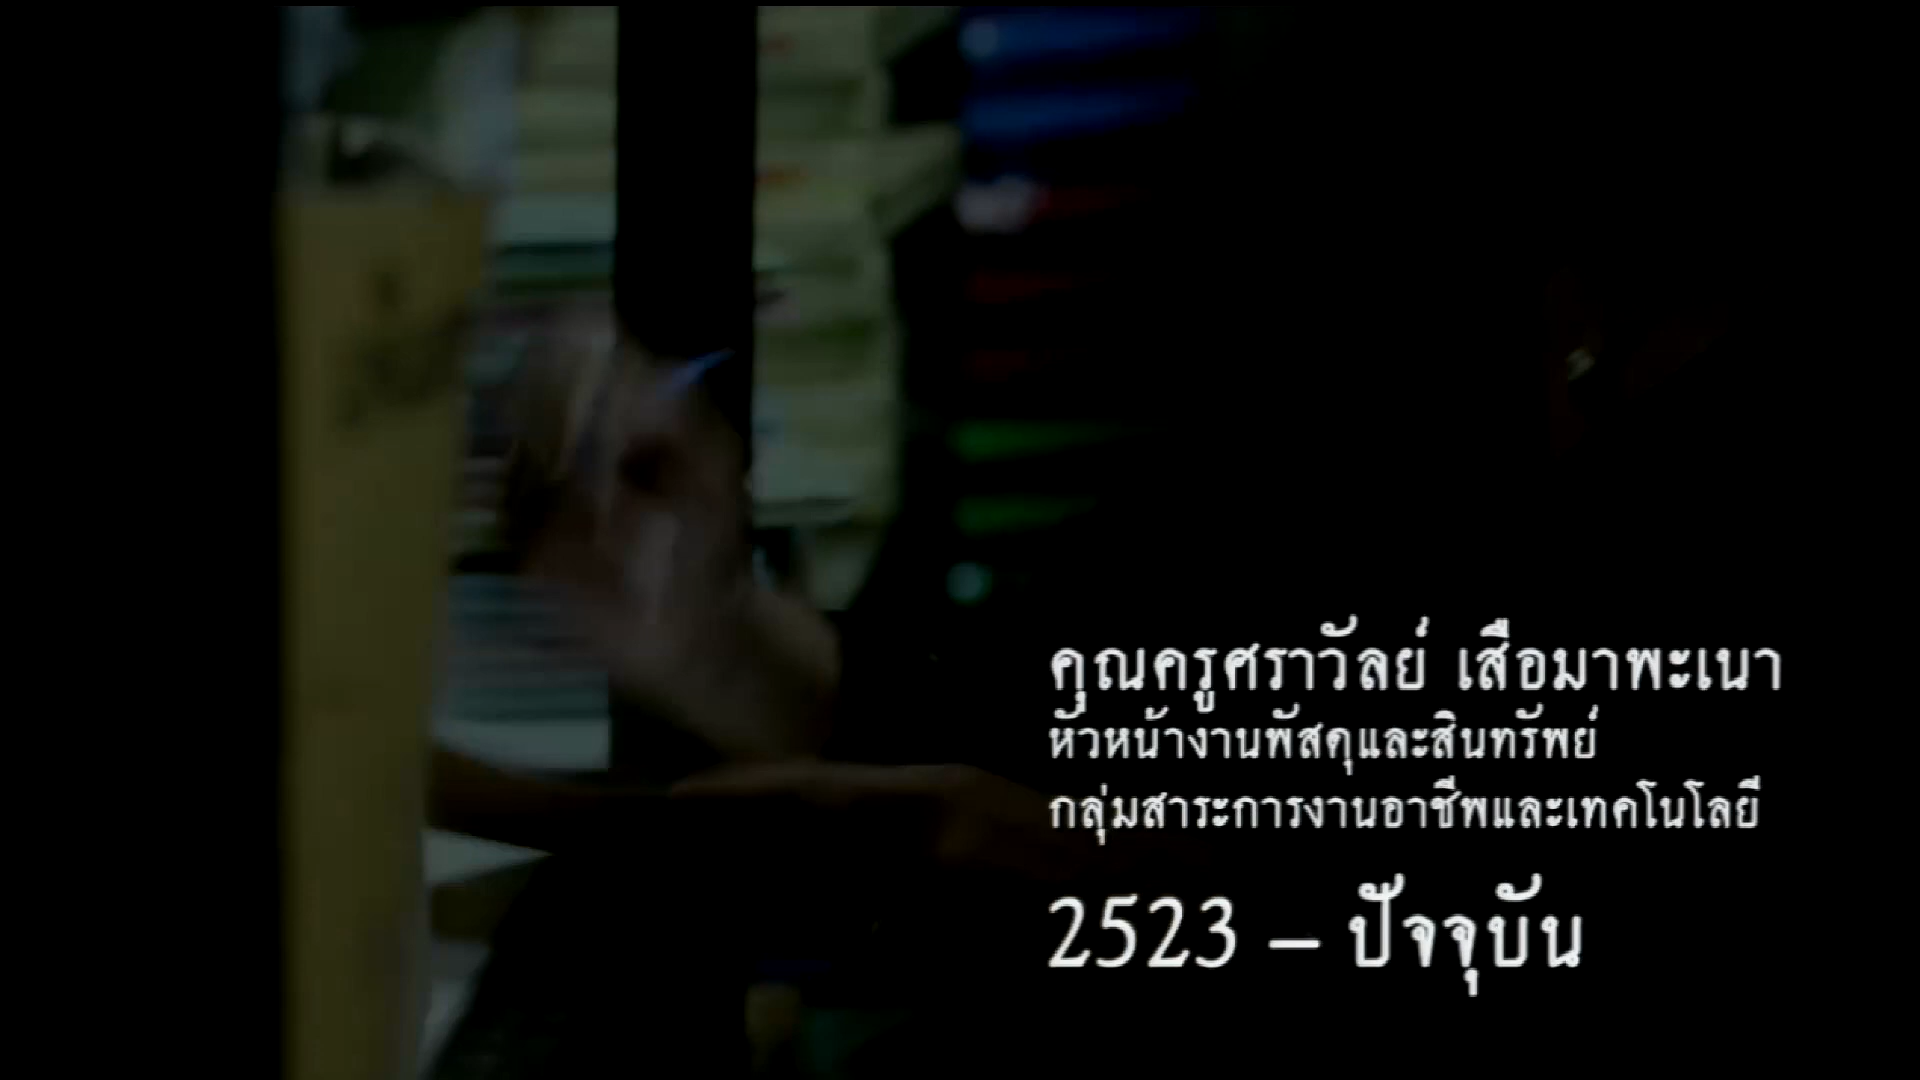 คุณครูศราวัลย์ เสือมาพะเนา
หัวหน้างานพัสดุและสินทรัพย์
กลุ่มสาระการงานอาชีพและเทคโนโลยี
2523 – ปัจจุบัน